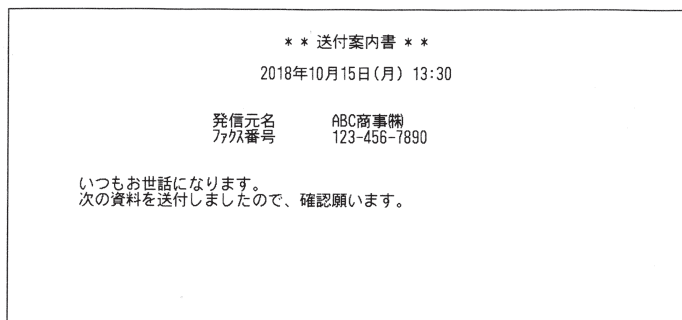 ＊＊ 送付案内書 ＊＊
2018年10月15日(月) 13:30
発信元名 ABC商事㈱
ﾌｧｸｽ番号 123-456-7890
いつもお世話になります。
次の資料を送付しましたので、確認願います。